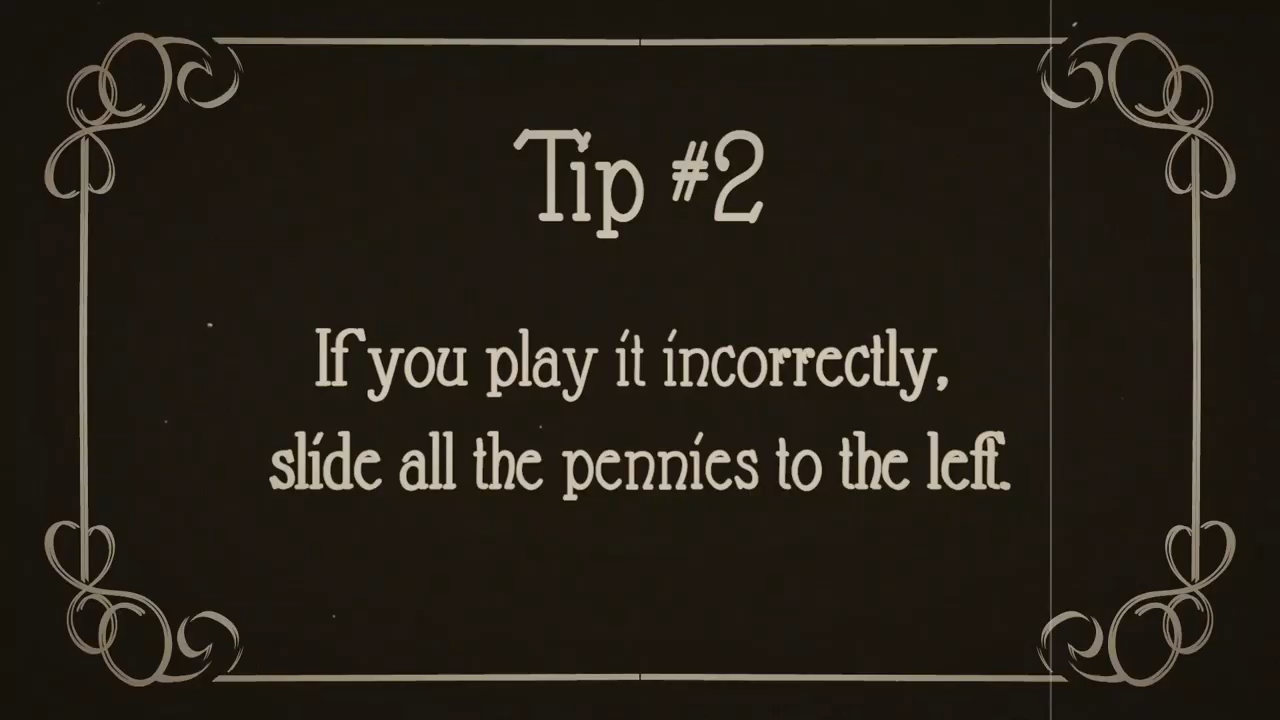 Tip #2
If you play it incorrectly,
slide all the pennies to the left.